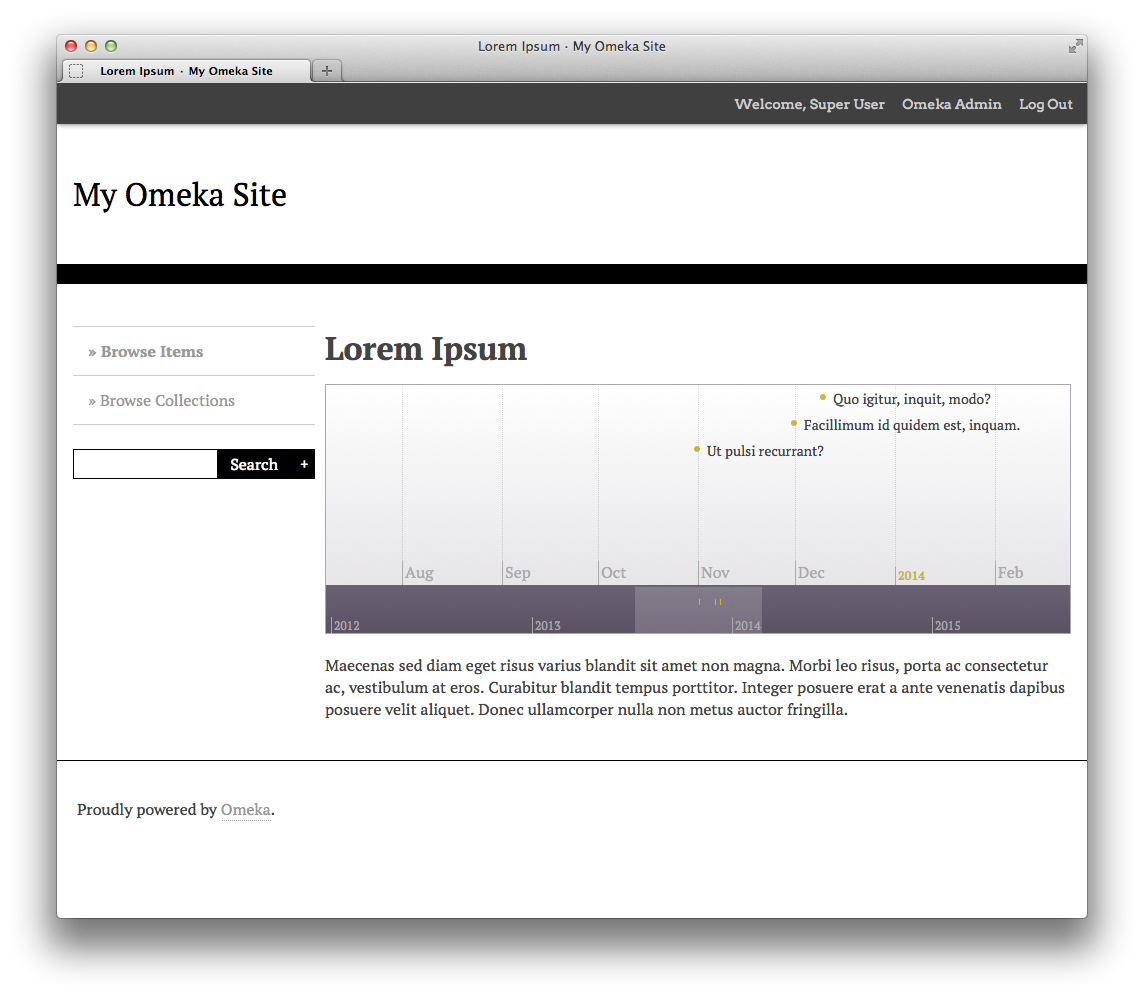 Lorem Ipsum · My Omeka Site
Lorem Ipsum · My Omeka Site
Welcome, Super User Omeka Admin Log Out
My Omeka Site
» Browse Items
» Browse Collections
Search +
Lorem Ipsum
Quo igitur, inquit, modo?
Facillimum id quidem est, inquam.
Ut pulsi recurrant?
Aug Sep Oct Nov Dec 2014 Feb
2012 2013 2014 2015
Maecenas sed diam eget risus varius blandit sit amet non magna. Morbi leo risus, porta ac consectetur
ac, vestibulum at eros. Curabitur blandit tempus porttitor. Integer posuere erat a ante venenatis dapibus
posuere velit aliquet. Donec ullamcorper nulla non metus auctor fringilla.
Proudly powered by Omeka.